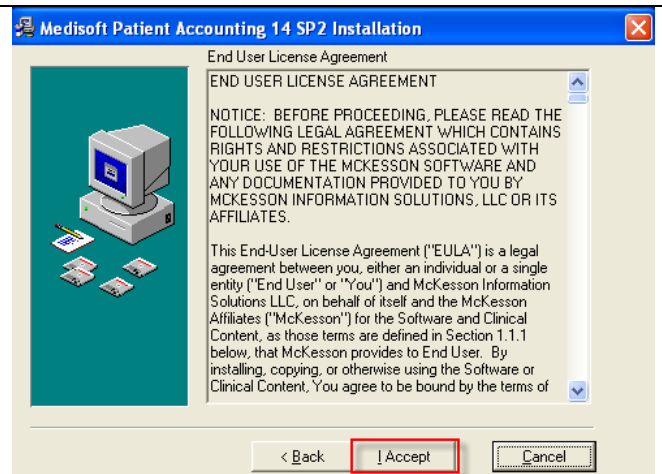 Medisoft Patient Accounting 14 SP2 Installation
End User License Agreement
END USER LICENSE AGREEMENT
NOTICE: BEFORE PROCEEDING, PLEASE READ THE
FOLLOWING LEGAL AGREEMENT WHICH CONTAINS
RIGHTS AND RESTRICTIONS ASSOCIATED WITH
YOUR USE OF THE MCKESSON SOFTWARE AND
ANY DOCUMENTATION PROVIDED TO YOU BY
MCKESSON INFORMATION SOLUTIONS, LLC OR ITS
AFFILIATES.
This End-User License Agreement ("EULA") is a legal
agreement between you, either an individual or a single
entity ("End User" or "You") and McKesson Information
Solutions LLC, on behalf of itself and the McKesson
Affiliates ("McKesson") for the Software and Clinical
Content, as those terms are defined in Section 1.1.1
below, that McKesson provides to End User. By
installing, copying, or otherwise using the Software or
Clinical Content, You agree to be bound by the terms of
< Back I Accept Cancel